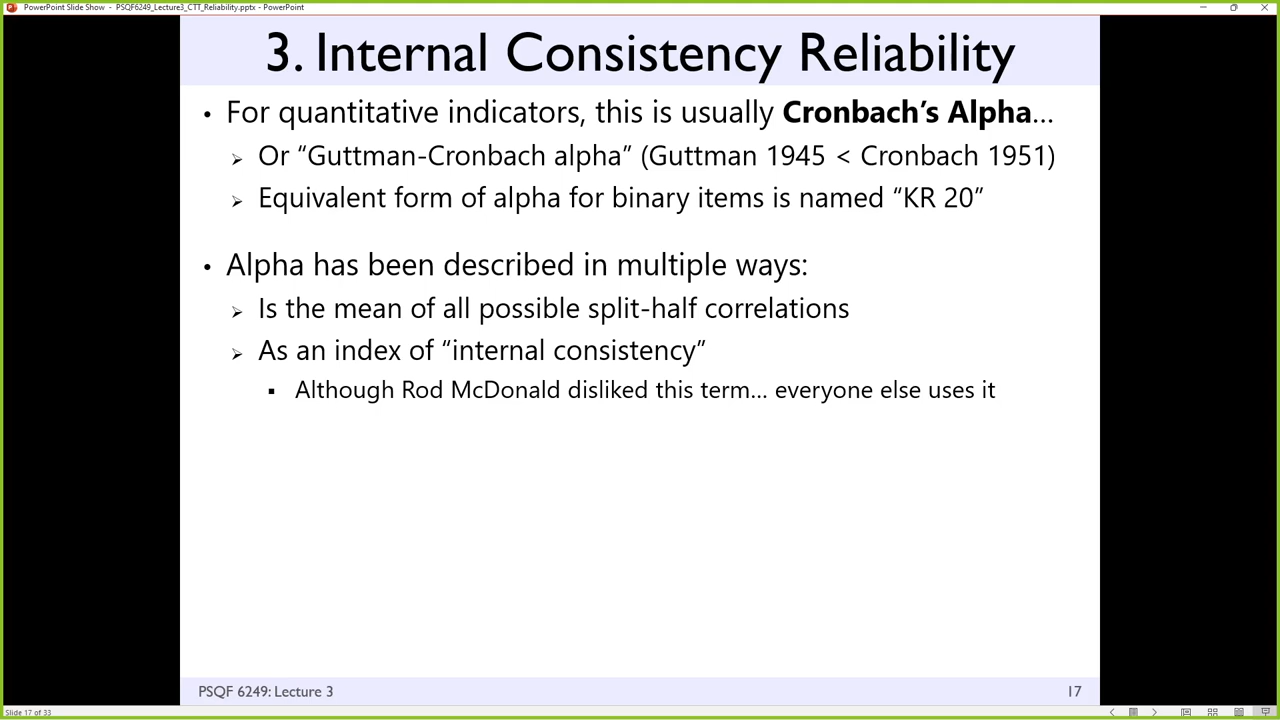 PowerPoint Slide Show - PSQF6249_Lecture3_CTT_Reliability.pptx - PowerPoint
3. Internal Consistency Reliability
• For quantitative indicators, this is usually Cronbach's Alpha…
➢ Or “Guttman-Cronbach alpha” (Guttman 1945 < Cronbach 1951)
➢ Equivalent form of alpha for binary items is named “KR 20”
• Alpha has been described in multiple ways:
➢ Is the mean of all possible split-half correlations
➢ As an index of “internal consistency”
▪ Although Rod McDonald disliked this term… everyone else uses it
PSQF 6249: Lecture 3
17
Slide 17 of 33